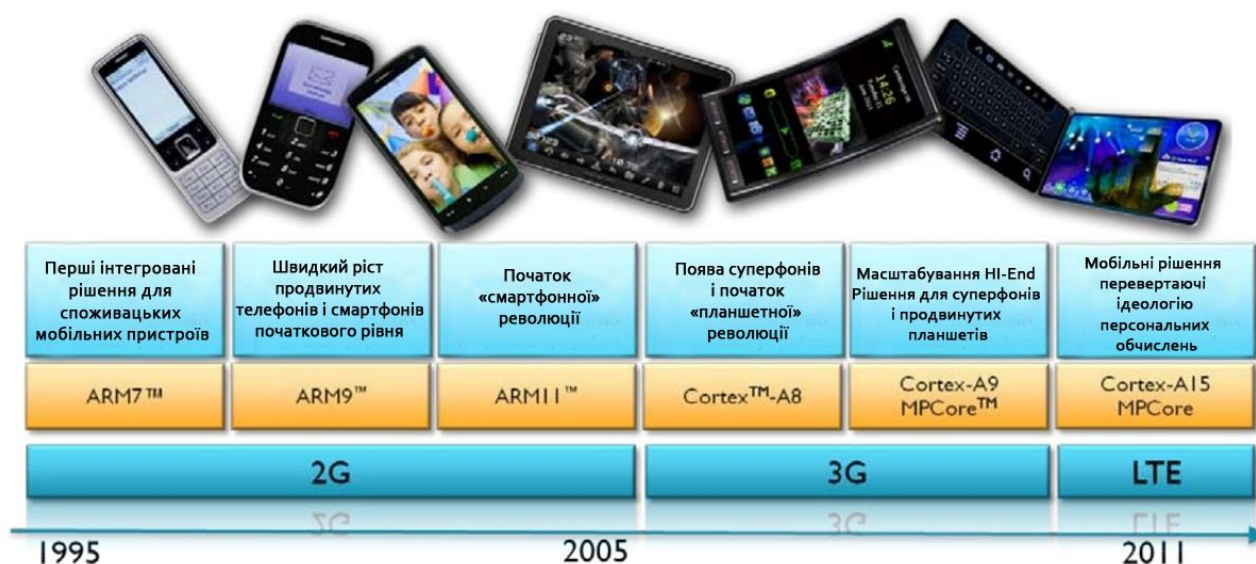 14:26
Перші інтегровані
рішення для
споживацьких
мобільних пристроїв
Швидкий ріст
продвинутих
телефонів і смартфонів
початкового рівня
Початок
«смартфонної»
революції
Поява суперфонів
і початок
«планшетної»
революції
Масштабування HI-End
Рішення для суперфонів
і продвинутих
планшетів
Мобільні рішення
перевертаючі
ідеологію
персональних
обчислень
ARM7™
ARM9™
ARM11™
Cortex™-A8
Cortex-A9
MPCore™
Cortex-A15
MPCore
2G
3G
LTE
1995
2005
2011